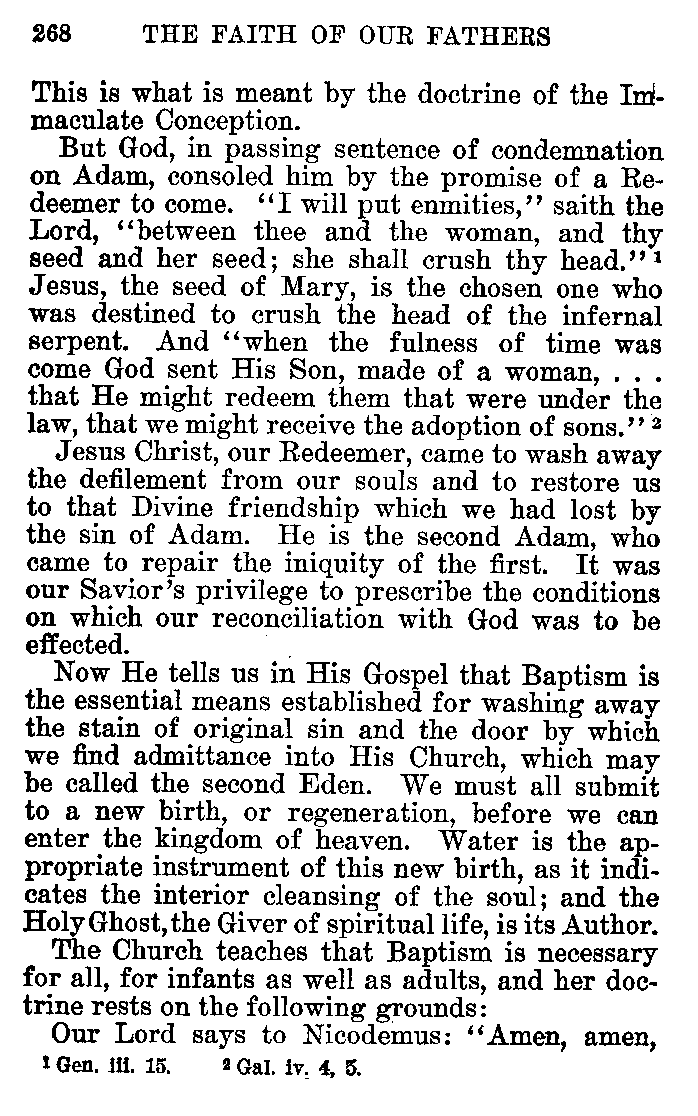 268 THE FAITH OF OUR FATHERS
This is what is meant by the doctrine of the Im-
maculate Conception.
But God, in passing sentence of condemnation
on Adam, consoled him by the promise of a Re-
deemer to come. “I will put enmities,” saith the
Lord, “between thee and the woman, and thy
seed and her seed; she shall crush thy head.” ¹
Jesus, the seed of Mary, is the chosen one who
was destined to crush the head of the infernal
serpent. And “when the fulness of time was
come God sent His Son, made of a woman, . . .
that He might redeem them that were under the
law, that we might receive the adoption of sons.” ²
Jesus Christ, our Redeemer, came to wash away
the defilement from our souls and to restore us
to that Divine friendship which we had lost by
the sin of Adam. He is the second Adam, who
came to repair the iniquity of the first. It was
our Savior’s privilege to prescribe the conditions
on which our reconciliation with God was to be
effected.
Now He tells us in His Gospel that Baptism is
the essential means established for washing away
the stain of original sin and the door by which
we find admittance into His Church, which may
be called the second Eden. We must all submit
to a new birth, or regeneration, before we can
enter the kingdom of heaven. Water is the ap-
propriate instrument of this new birth, as it indi-
cates the interior cleansing of the soul; and the
Holy Ghost, the Giver of spiritual life, is its Author.
The Church teaches that Baptism is necessary
for all, for infants as well as adults, and her doc-
trine rests on the following grounds:
Our Lord says to Nicodemus: “Amen, amen,
¹ Gen. iii. 15. ² Gal. iv. 4, 5.